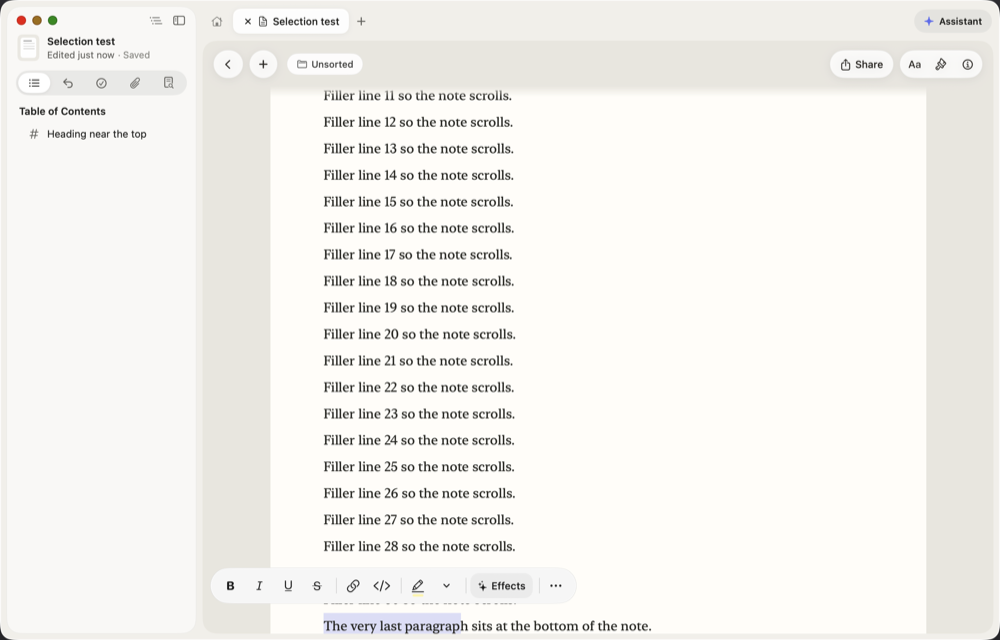 Selection test
Edited just now · Saved
Table of Contents
# Heading near the top
Selection test
Assistant
Unsorted
Share
Aa
Filler line 11 so the note scrolls.
Filler line 12 so the note scrolls.
Filler line 13 so the note scrolls.
Filler line 14 so the note scrolls.
Filler line 15 so the note scrolls.
Filler line 16 so the note scrolls.
Filler line 17 so the note scrolls.
Filler line 18 so the note scrolls.
Filler line 19 so the note scrolls.
Filler line 20 so the note scrolls.
Filler line 21 so the note scrolls.
Filler line 22 so the note scrolls.
Filler line 23 so the note scrolls.
Filler line 24 so the note scrolls.
Filler line 25 so the note scrolls.
Filler line 26 so the note scrolls.
Filler line 27 so the note scrolls.
Filler line 28 so the note scrolls.
B I U S </> Effects
The very last paragraph sits at the bottom of the note.